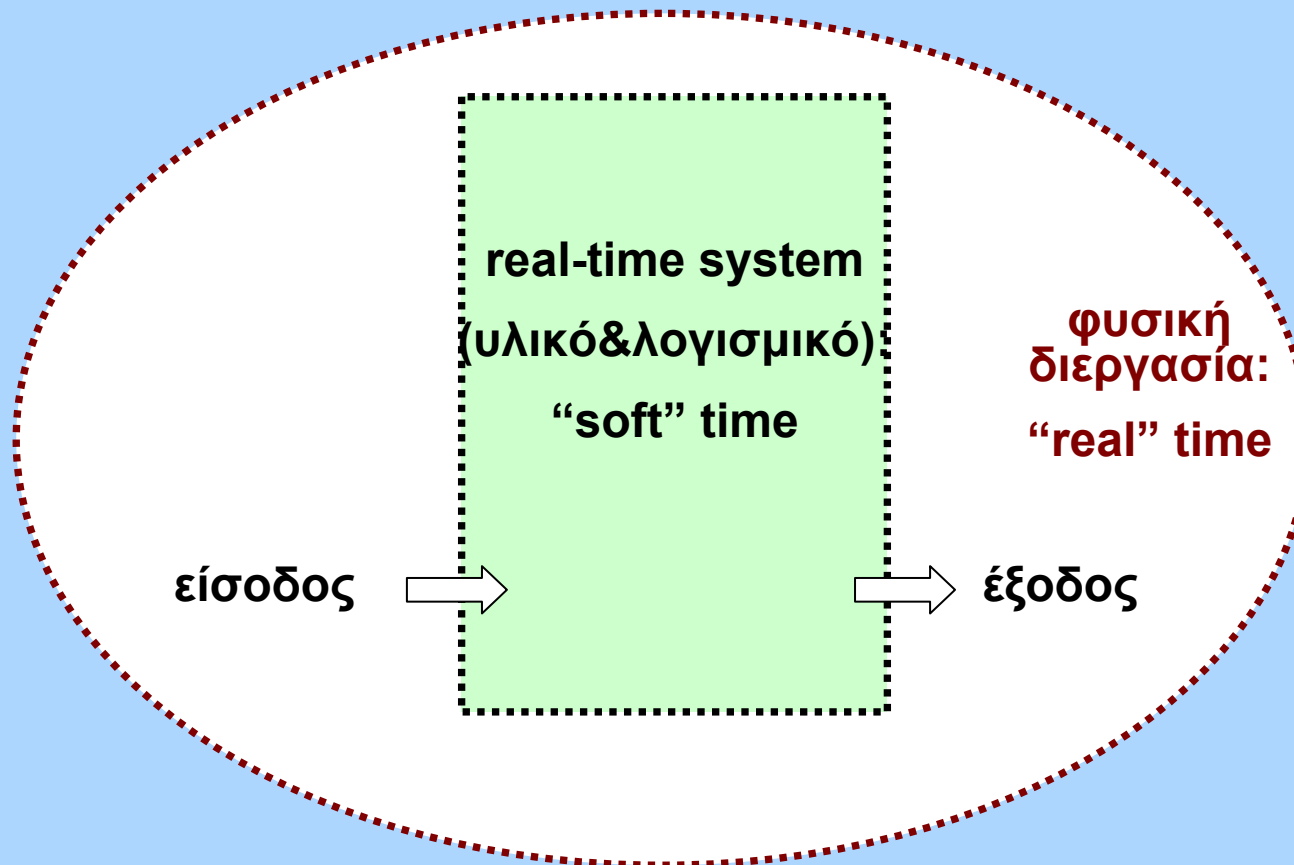 real-time system
(υλικό&λογισμικό):
“soft” time
φυσική
διεργασία:
“real” time
είσοδος
έξοδος